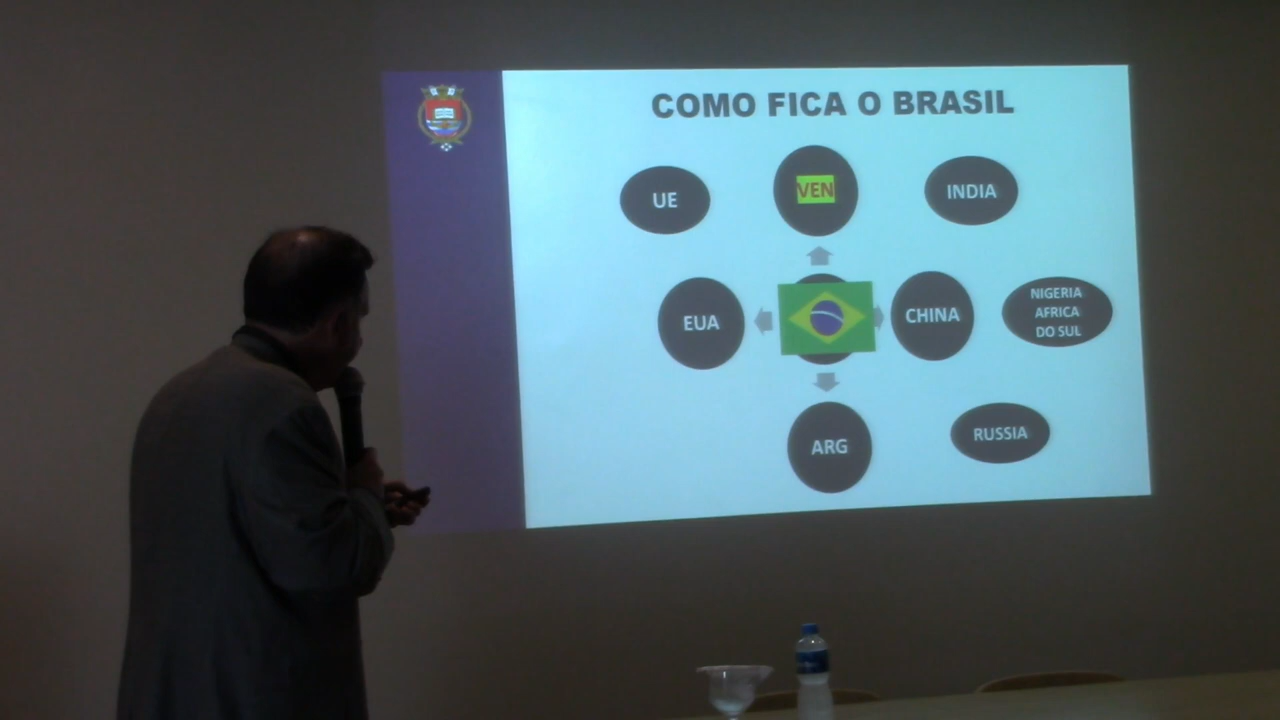 COMO FICA O BRASIL
UE
VEN
INDIA
EUA
CHINA
NIGERIA
AFRICA
DO SUL
ARG
RUSSIA